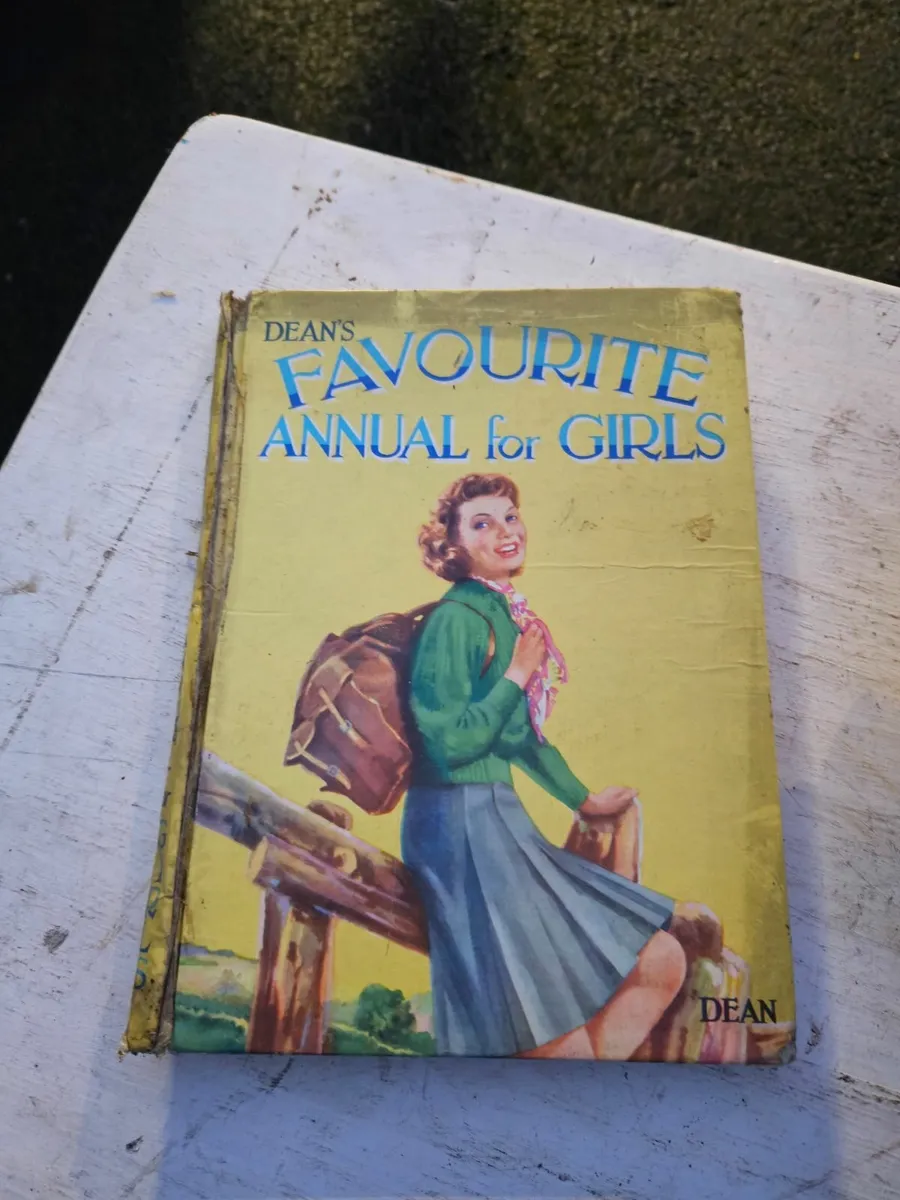 DEAN'S
FAVOURITE
ANNUAL for GIRLS
DEAN